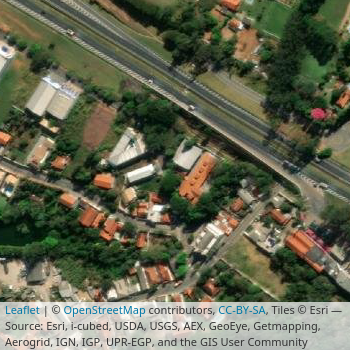 Leaflet | © OpenStreetMap contributors, CC-BY-SA, Tiles © Esri —
Source: Esri, i-cubed, USDA, USGS, AEX, GeoEye, Getmapping,
Aerogrid, IGN, IGP, UPR-EGP, and the GIS User Community